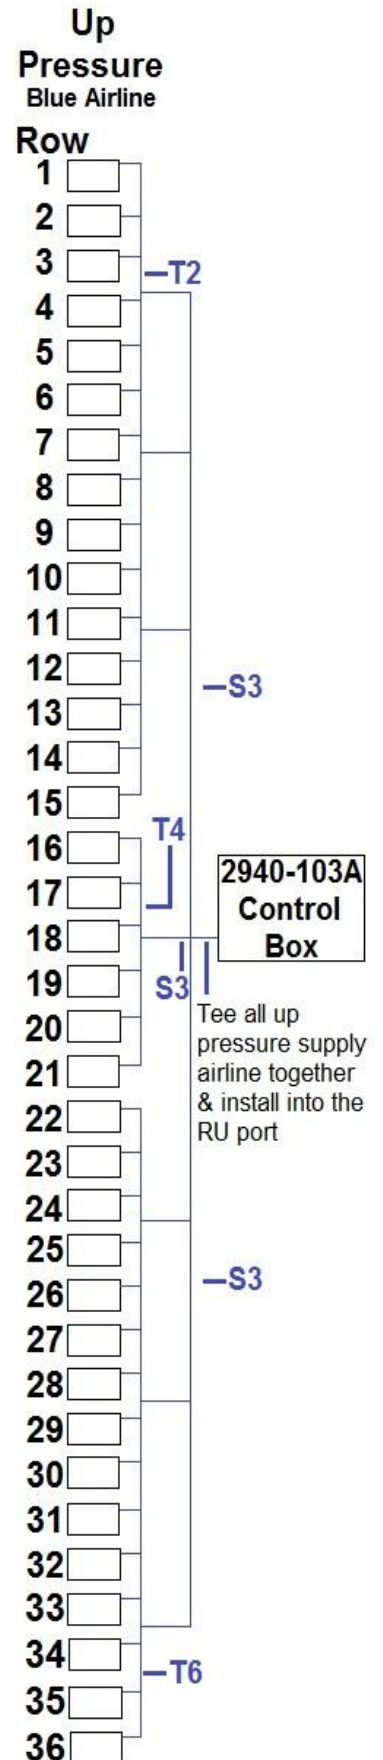 Up
Pressure
Blue Airline
Row
1
2
3
T2
4
5
6
7
8
9
10
11
12
S3
13
14
15
T4
16
2940-103A
17
Control
18
Box
19
S3
Tee all up
20
pressure supply
airline together
21
& install into the
22
RU port
23
24
25
S3
26
27
28
29
30
31
32
33
34
T6
35
36